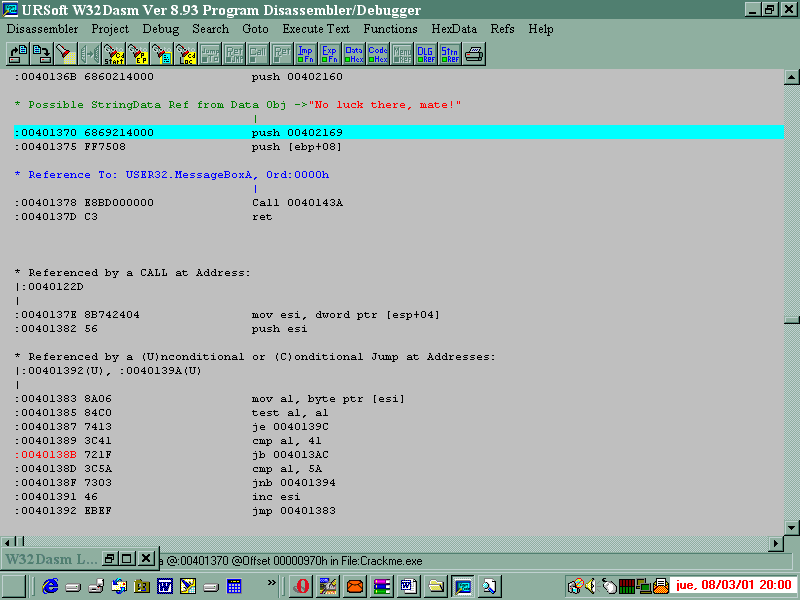 URSoft W32Dasm Ver 8.93 Program Disassembler/Debugger
Disassembler Project Debug Search Goto Execute Text Functions HexData Refs Help
:0040136B 6860214000 push 00402160
* Possible StringData Ref from Data Obj ->"No luck there, mate!"
|
:00401370 6869214000 push 00402169
:00401375 FF7508 push [ebp+08]
* Reference To: USER32.MessageBoxA, Ord:0000h
|
:00401378 E8BD000000 Call 0040143A
:0040137D C3 ret
* Referenced by a CALL at Address:
|:0040122D
|
:0040137E 8B742404 mov esi, dword ptr [esp+04]
:00401382 56 push esi
* Referenced by a (U)nconditional or (C)onditional Jump at Addresses:
|:00401392(U), :0040139A(U)
|
:00401383 8A06 mov al, byte ptr [esi]
:00401385 84C0 test al, al
:00401387 7413 je 0040139C
:00401389 3C41 cmp al, 41
:0040138B 721F jb 004013AC
:0040138D 3C5A cmp al, 5A
:0040138F 7303 jnb 00401394
:00401391 46 inc esi
:00401392 EBEF jmp 00401383
W32Dasm L... a @:00401370 @Offset 00000970h in File:Crackme.exe
jue, 08/03/01 20:00